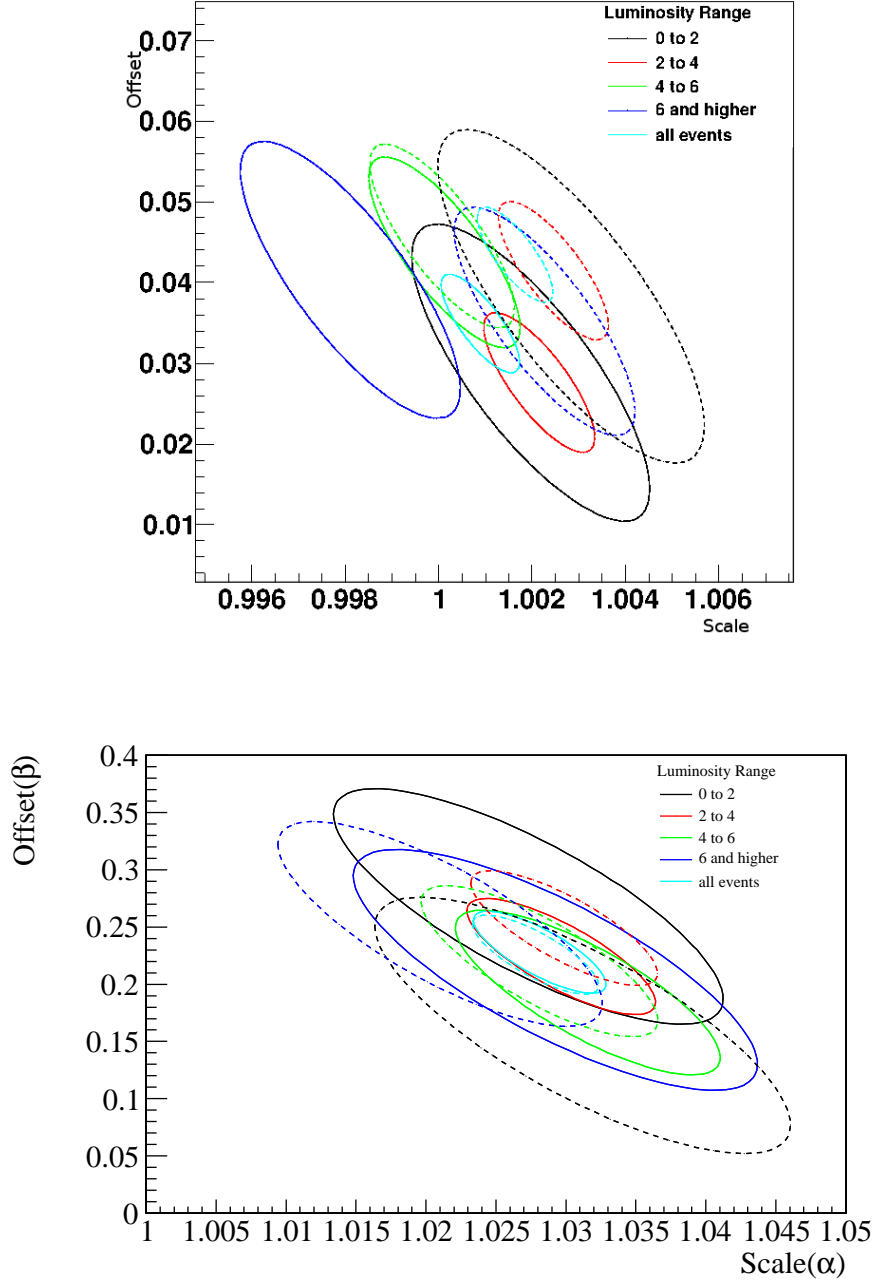 Luminosity Range
0 to 2
2 to 4
4 to 6
6 and higher
all events
Offset
0.07
0.06
0.05
0.04
0.03
0.02
0.01
0.996 0.998 1 1.002 1.004 1.006
Scale
Offset(β)
0.4
0.35
0.3
0.25
0.2
0.15
0.1
0.05
0
Luminosity Range
0 to 2
2 to 4
4 to 6
6 and higher
all events
1 1.005 1.01 1.015 1.02 1.025 1.03 1.035 1.04 1.045 1.05
Scale(α)